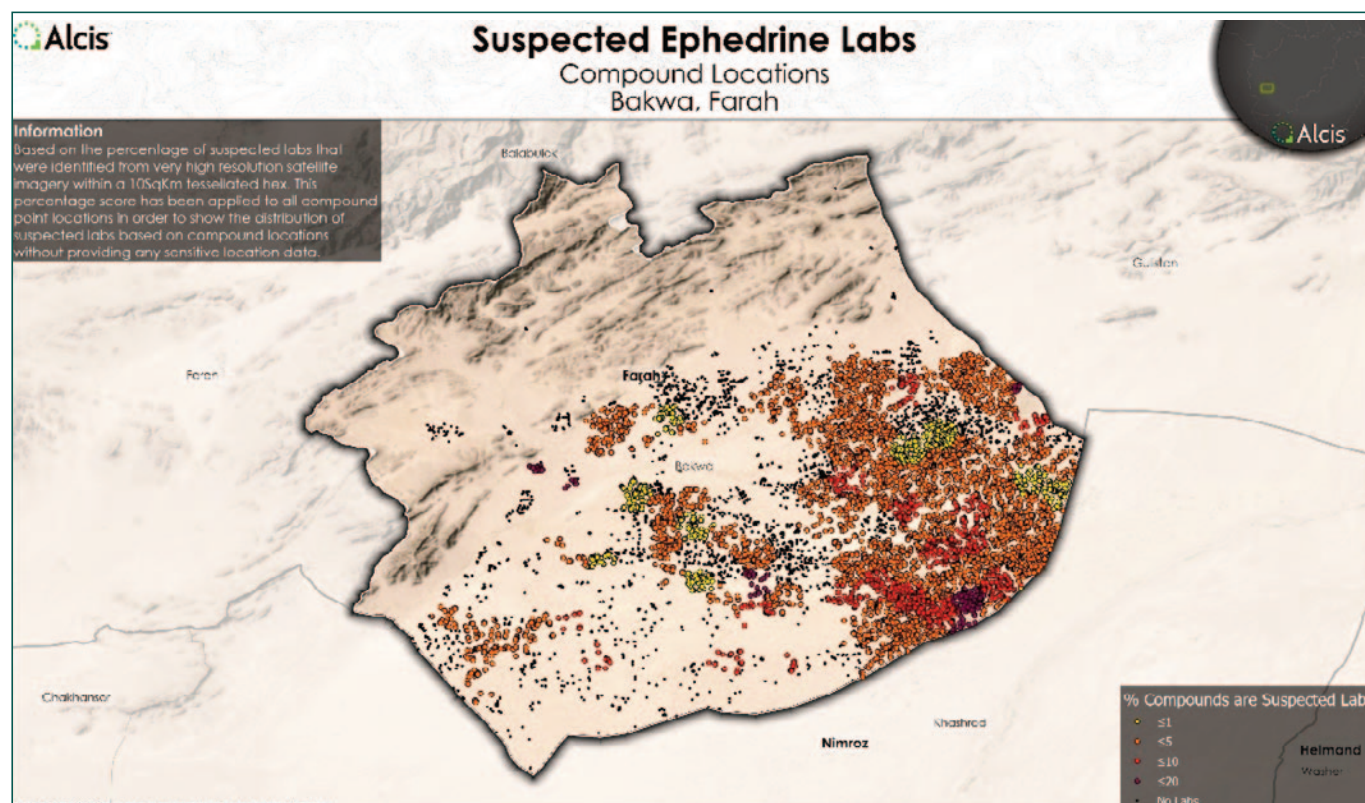 Alcis
Suspected Ephedrine Labs
Compound Locations
Bakwa, Farah
Alcis
Information
Based on the percentage of suspected labs that
were identified from very high resolution satellite
imagery within a 10SqKm tessellated hex. This
percentage score has been applied to all compound
point locations in order to show the distribution of
suspected labs based on compound locations
without providing any sensitive location data.
Balabulok
Gulistan
Farah
Farah
Bakwa
Chakhansor
Khashrod
Nimroz
% Compounds are Suspected Lab
≤1
≤5
≤10
≤20
No Labs
Helmand
Washer